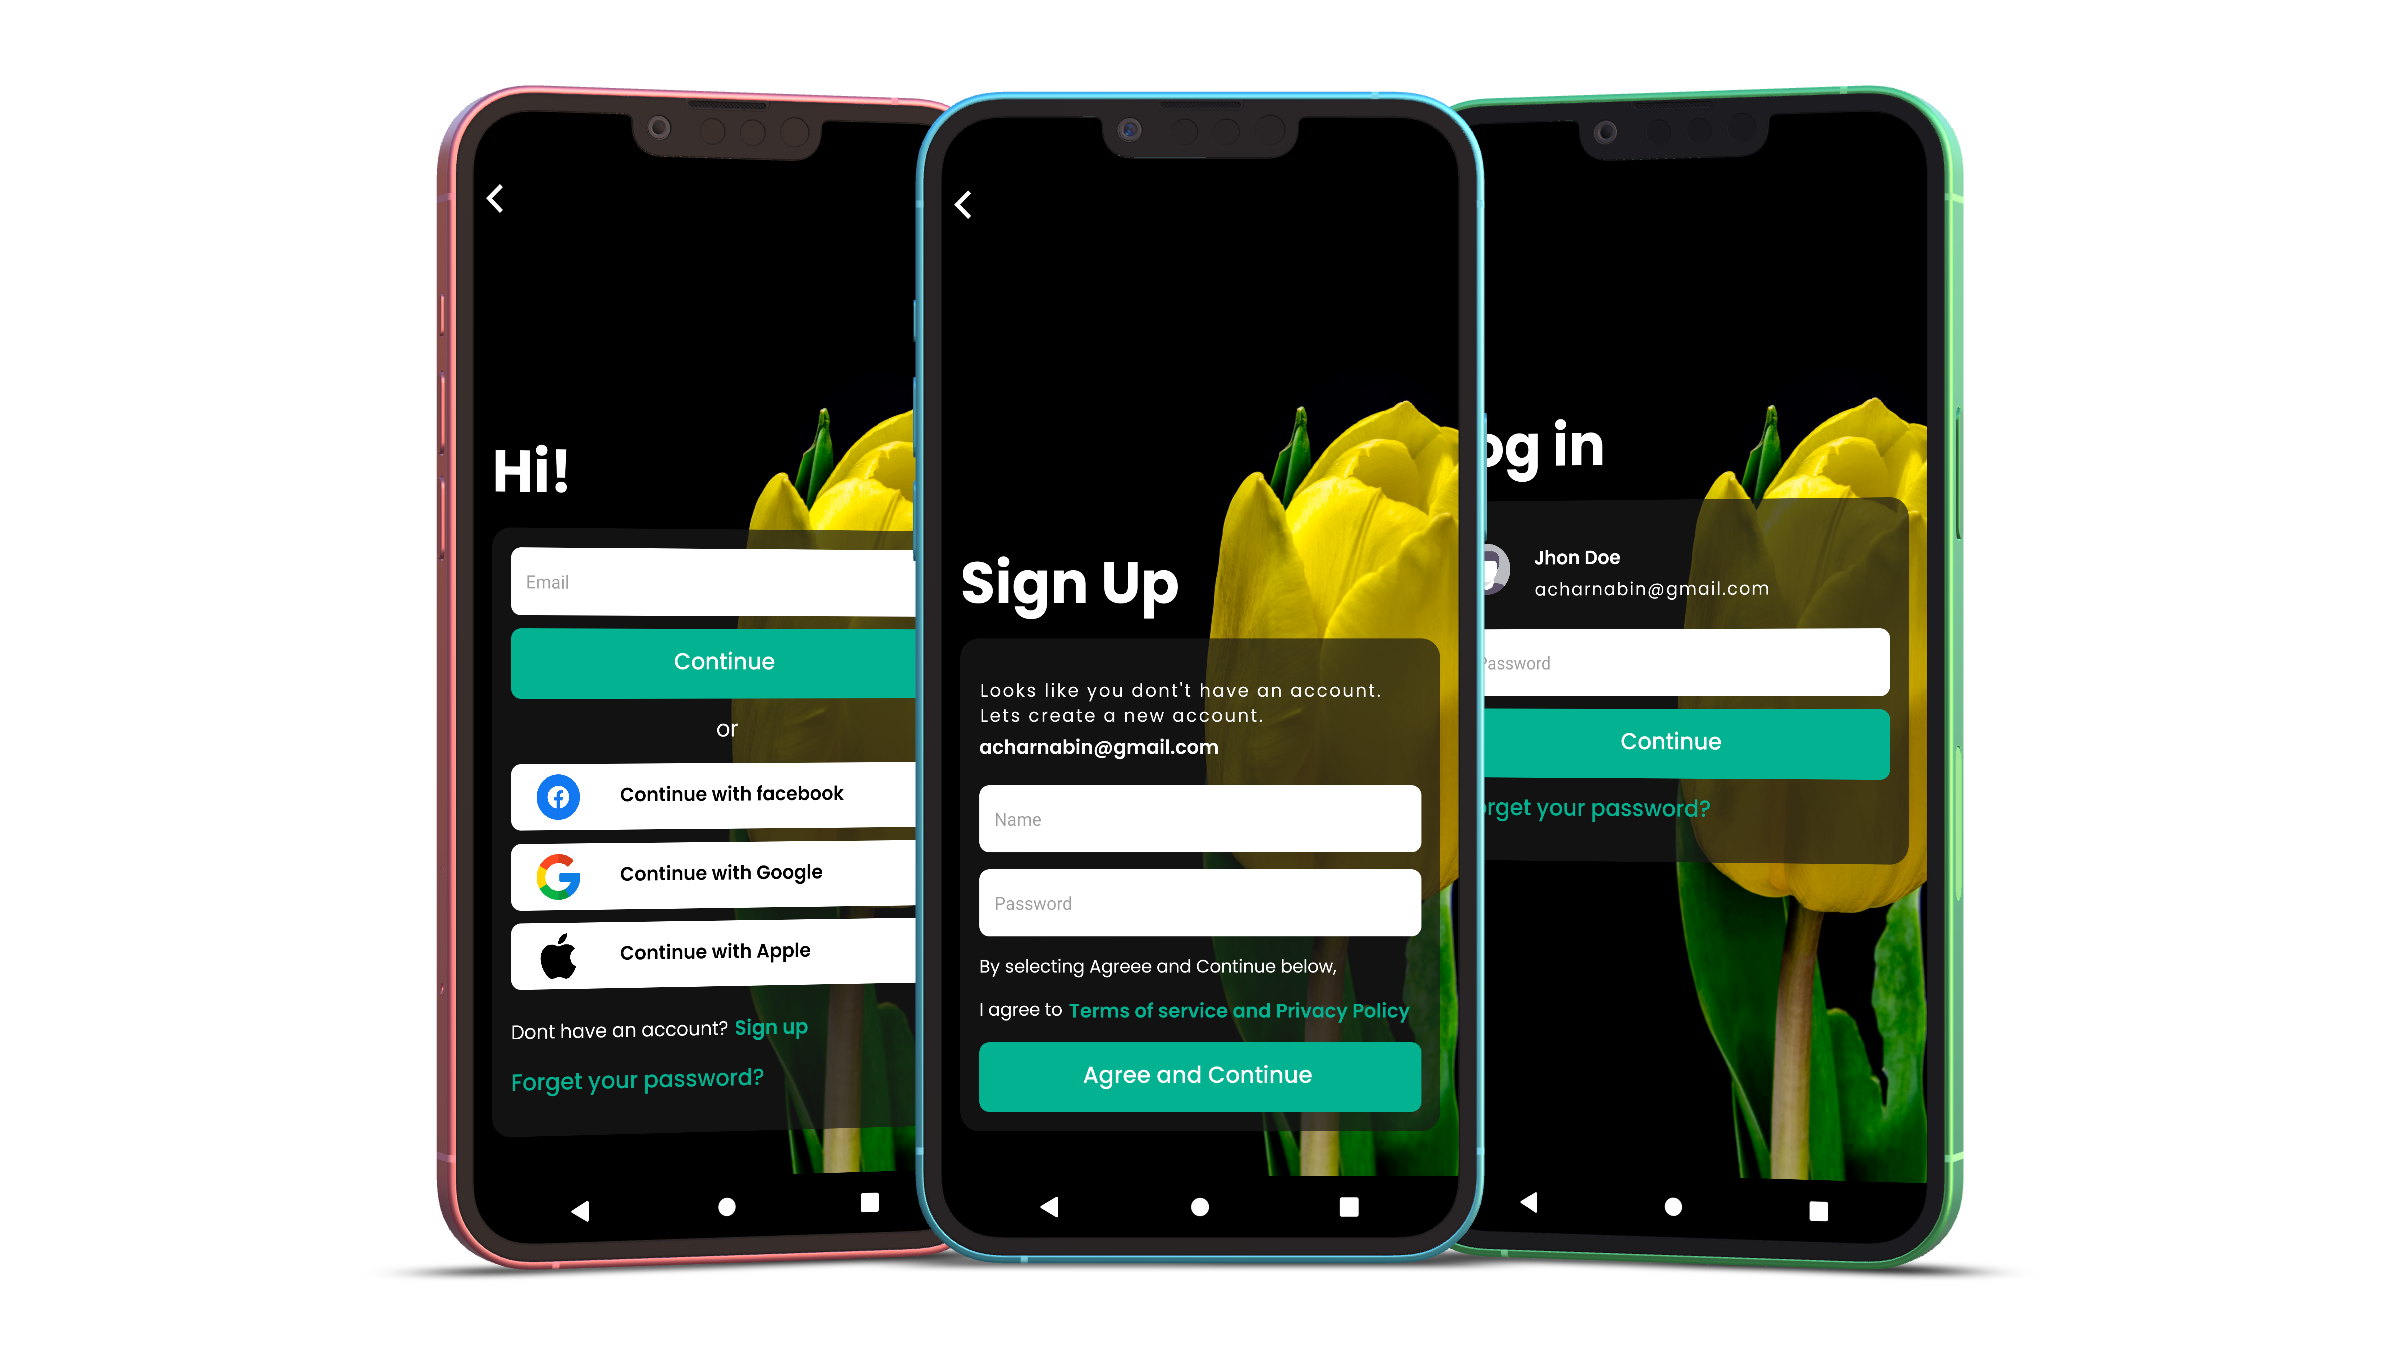 Hi!
Email
Continue
or
Continue with facebook
Continue with Google
Continue with Apple
Dont have an account? Sign up
Forget your password?
Sign Up
Looks like you dont't have an account.
Lets create a new account.
acharnabin@gmail.com
Name
Password
By selecting Agreee and Continue below,
I agree to Terms of service and Privacy Policy
Agree and Continue
og in
Jhon Doe
acharnabin@gmail.com
assword
Continue
rget your password?